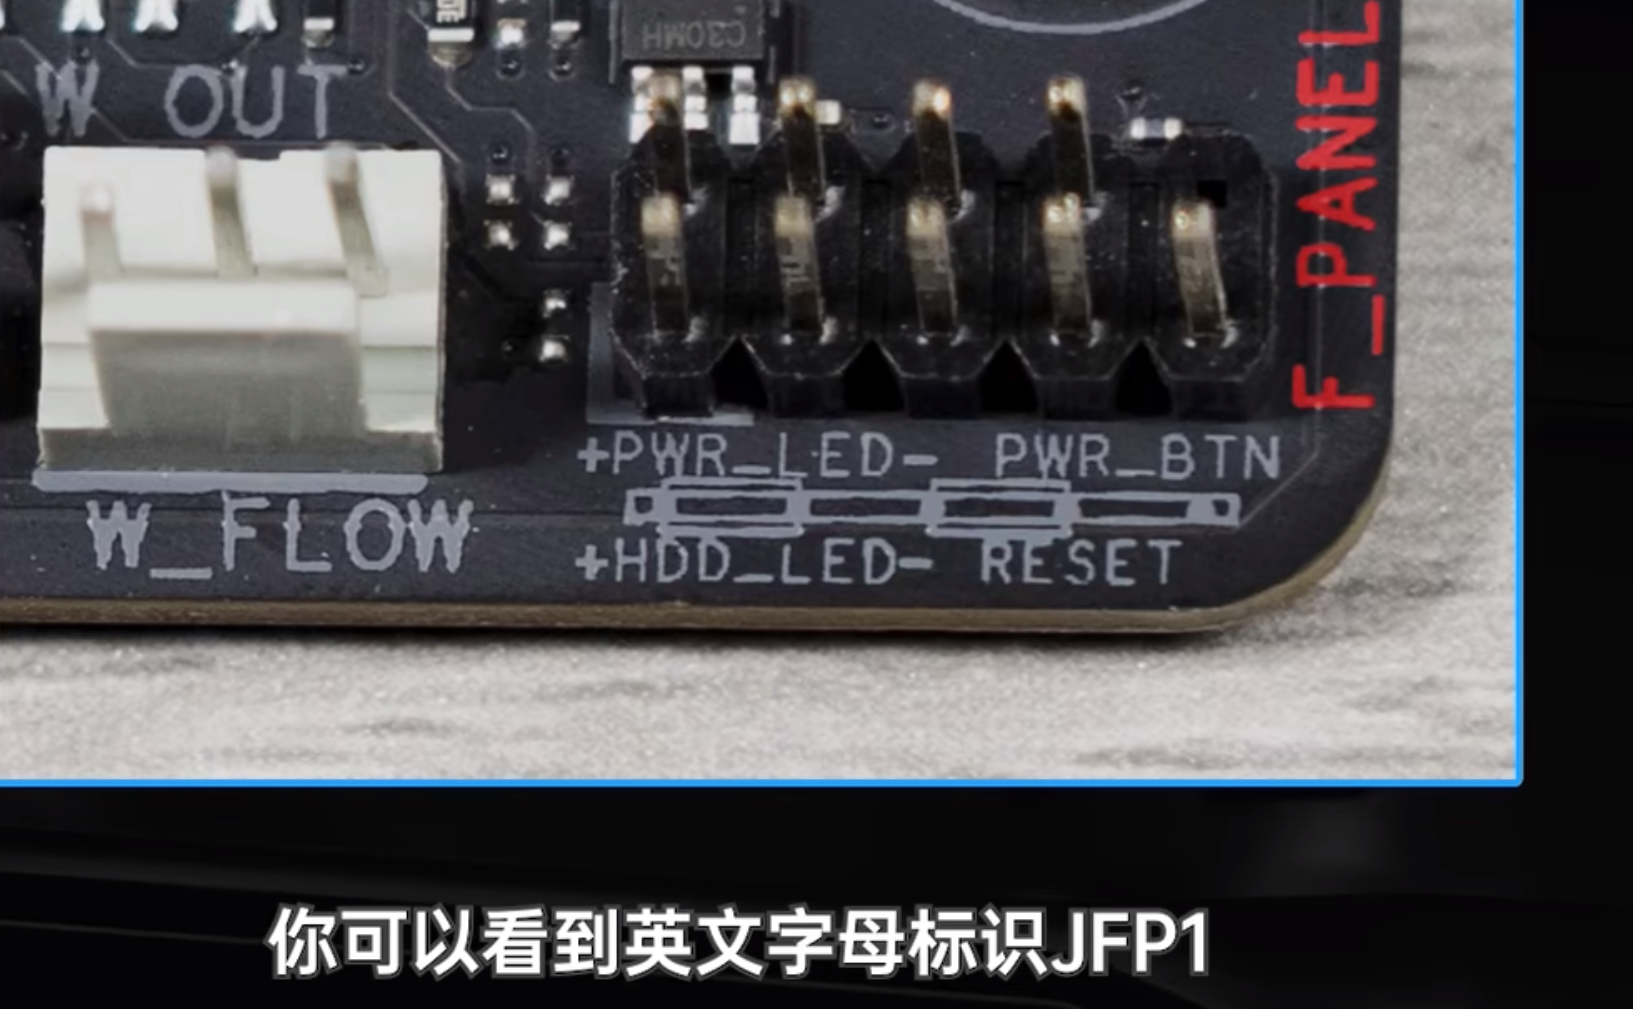 W OUT
C30MH
F_PANEL
+PWR_LED- PWR_BTN
W_FLOW
+HDD_LED- RESET
你可以看到英文字母标识JFP1